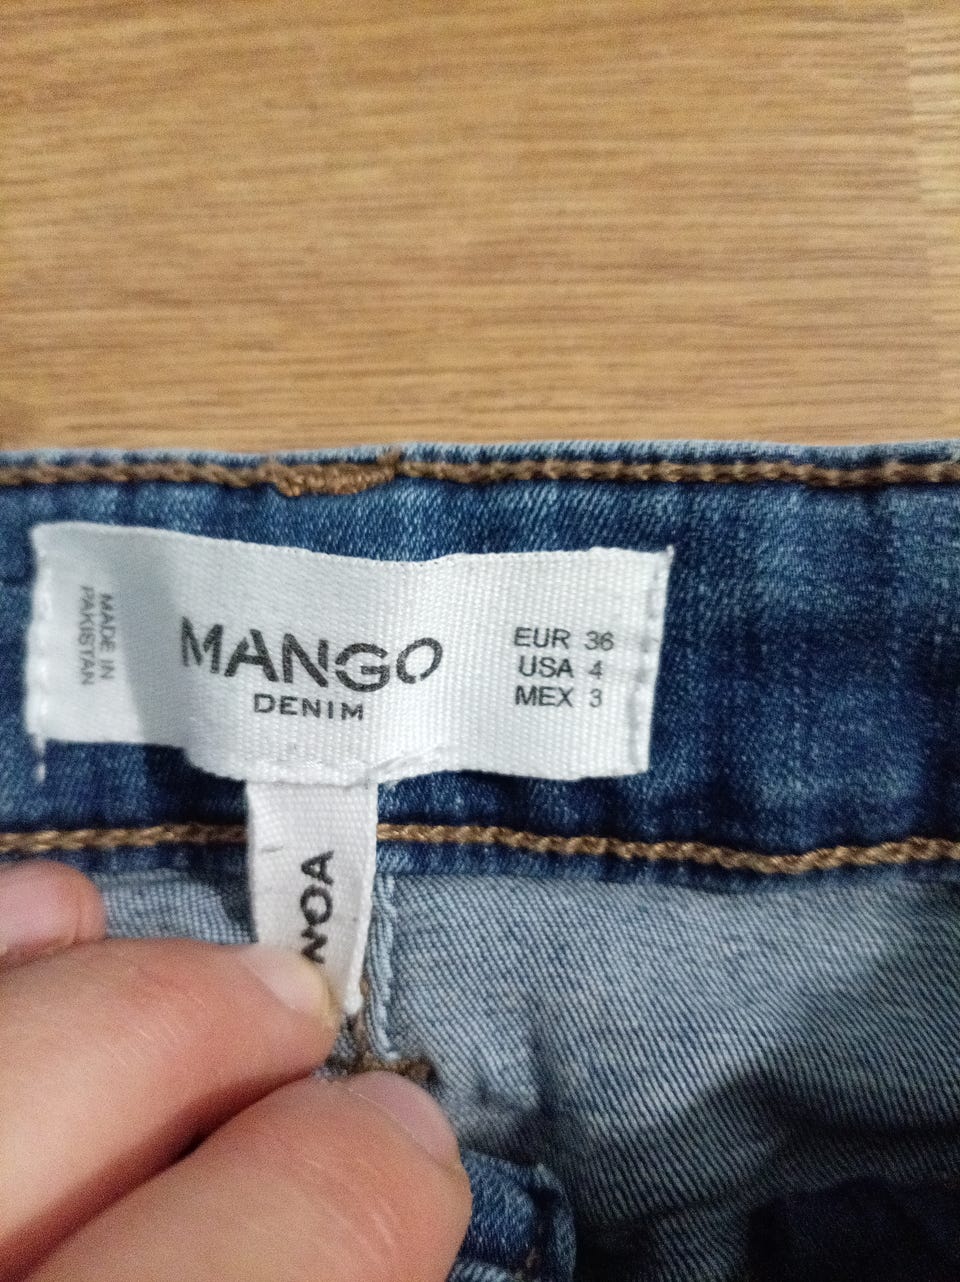 MADE IN
PAKISTAN
MANGO
DENIM
EUR 36
USA 4
MEX 3
NOA